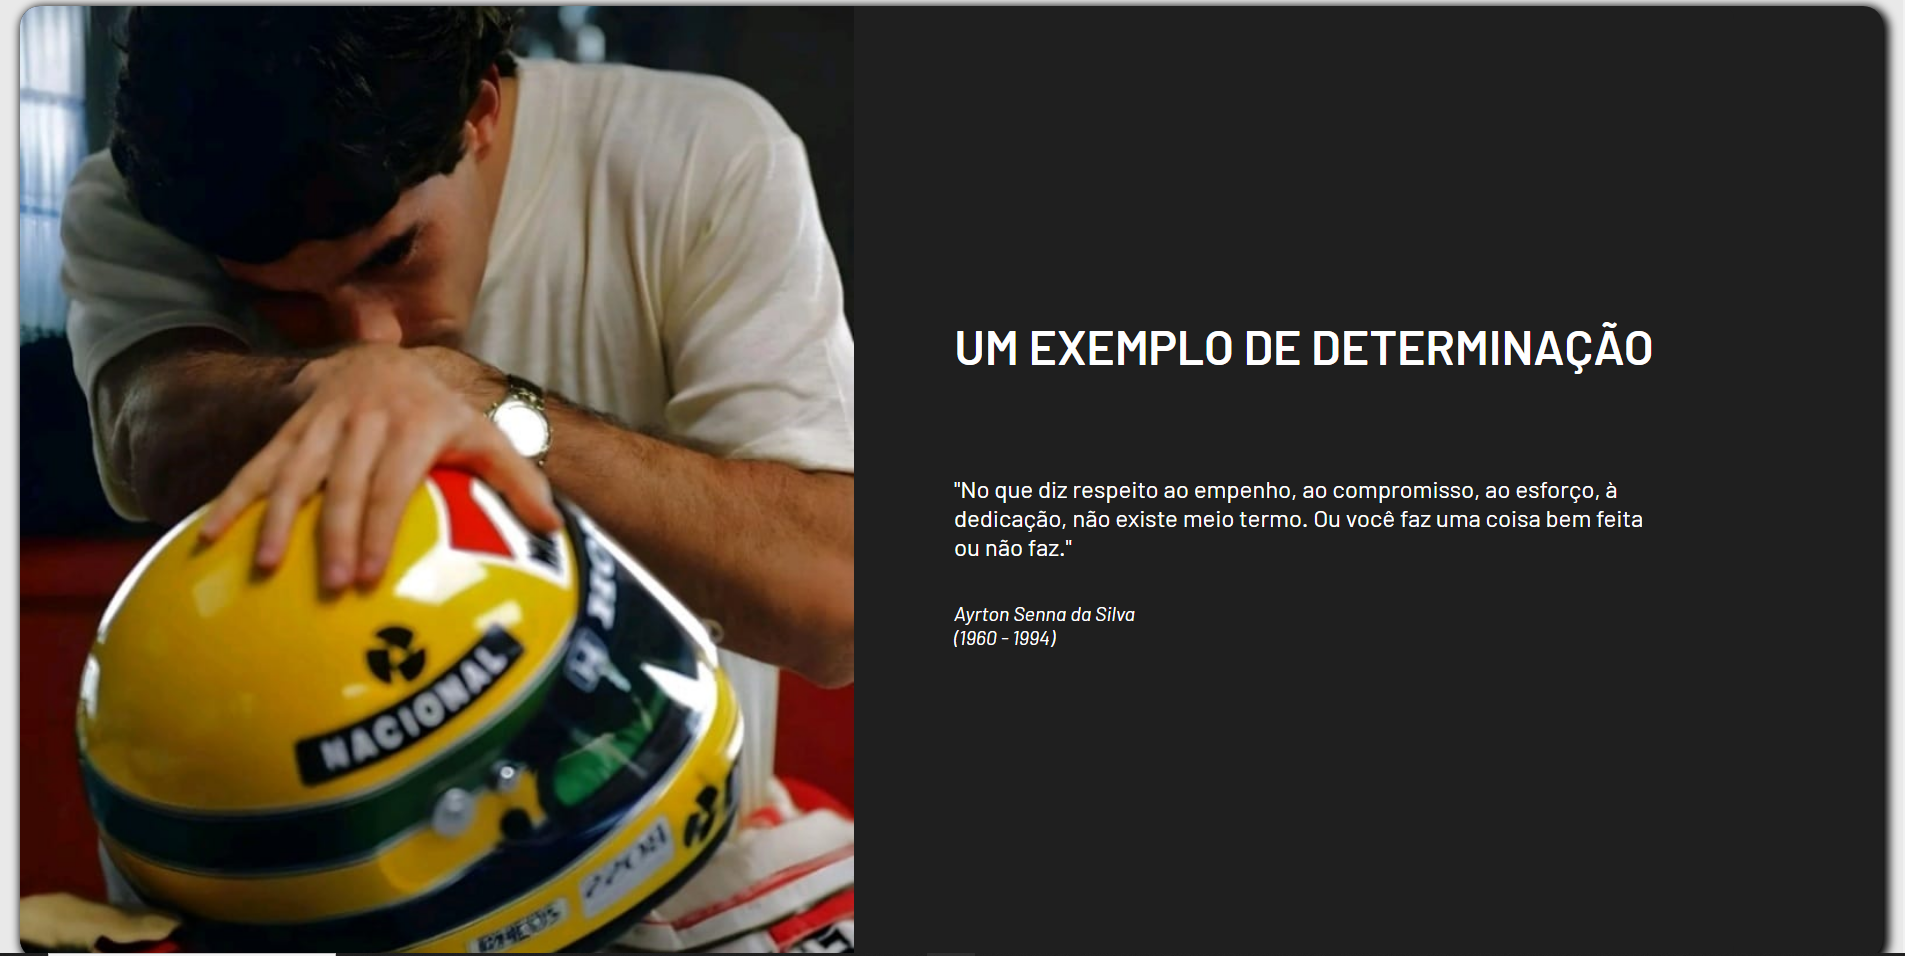 UM EXEMPLO DE DETERMINAÇÃO
"No que diz respeito ao empenho, ao compromisso, ao esforço, à
dedicação, não existe meio termo. Ou você faz uma coisa bem feita
ou não faz."
Ayrton Senna da Silva
(1960 - 1994)
NACIONAL